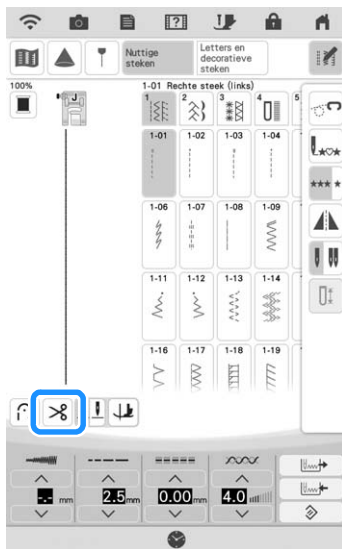 Nuttige
steken
Letters en
decoratieve
steken
100%
1-01 Rechte steek (links)
1 2 3 4 5
1-01 1-02 1-03 1-04
1-06 1-07 1-08 1-09
1-11 1-12 1-13 1-14
1-16 1-17 1-18 1-19
-.- mm 2.5 mm 0.00 mm 4.0